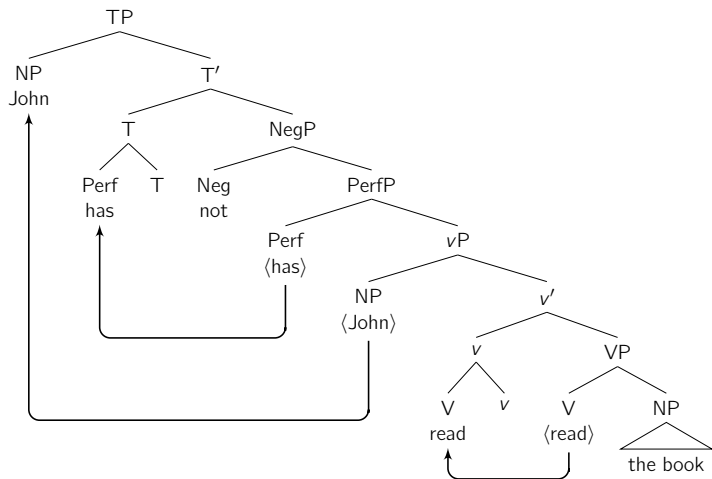 TP
NP T′
John
T NegP
Perf T Neg PerfP
has not
Perf vP
⟨has⟩
NP v′
⟨John⟩
v VP
V v V NP
read ⟨read⟩
the book